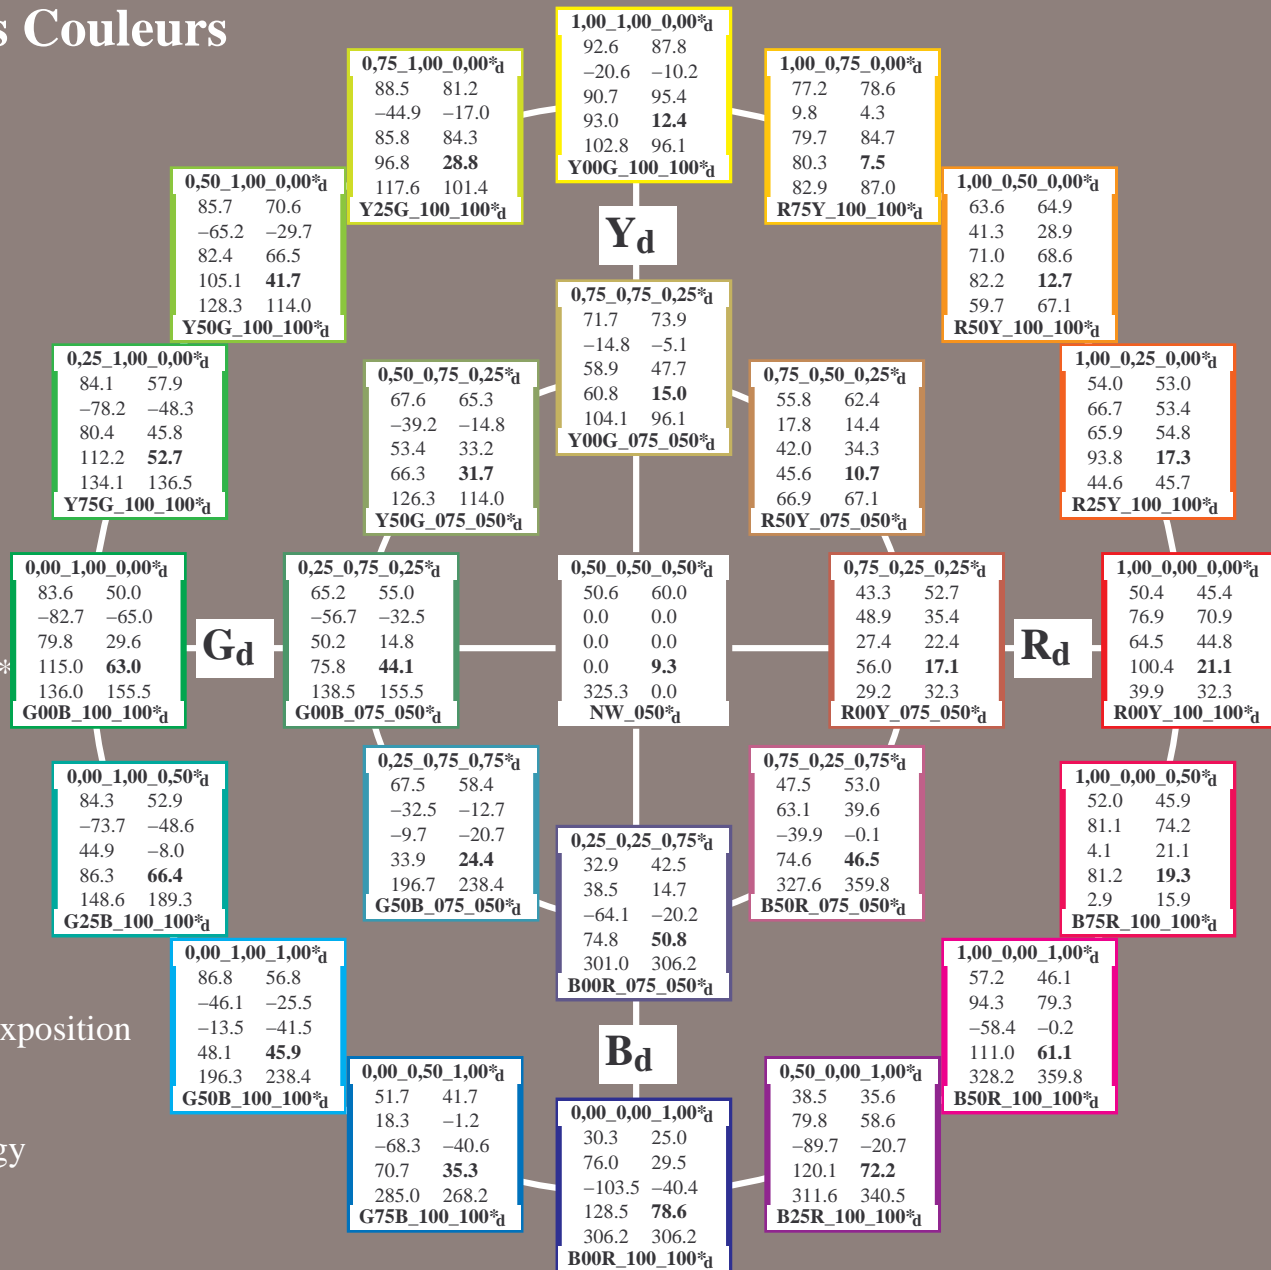 s Couleurs
1,00_1,00_0,00*d
92.6 87.8
−20.6 −10.2
90.7 95.4
93.0 12.4
102.8 96.1
Y00G_100_100*d
0,75_1,00_0,00*d
88.5 81.2
−44.9 −17.0
85.8 84.3
96.8 28.8
117.6 101.4
Y25G_100_100*d
1,00_0,75_0,00*d
77.2 78.6
9.8 4.3
79.7 84.7
80.3 7.5
82.9 87.0
R75Y_100_100*d
0,50_1,00_0,00*d
85.7 70.6
−65.2 −29.7
82.4 66.5
105.1 41.7
128.3 114.0
Y50G_100_100*d
Yd
1,00_0,50_0,00*d
63.6 64.9
41.3 28.9
71.0 68.6
82.2 12.7
59.7 67.1
R50Y_100_100*d
0,75_0,75_0,25*d
71.7 73.9
−14.8 −5.1
58.9 47.7
60.8 15.0
104.1 96.1
Y00G_075_050*d
0,25_1,00_0,00*d
84.1 57.9
−78.2 −48.3
80.4 45.8
112.2 52.7
134.1 136.5
Y75G_100_100*d
0,50_0,75_0,25*d
67.6 65.3
−39.2 −14.8
53.4 33.2
66.3 31.7
126.3 114.0
Y50G_075_050*d
0,75_0,50_0,25*d
55.8 62.4
17.8 14.4
42.0 34.3
45.6 10.7
66.9 67.1
R50Y_075_050*d
1,00_0,25_0,00*d
54.0 53.0
66.7 53.4
65.9 54.8
93.8 17.3
44.6 45.7
R25Y_100_100*d
0,00_1,00_0,00*d
83.6 50.0
−82.7 −65.0
79.8 29.6
115.0 63.0
136.0 155.5
G00B_100_100*d
*
Gd
0,25_0,75_0,25*d
65.2 55.0
−56.7 −32.5
50.2 14.8
75.8 44.1
138.5 155.5
G00B_075_050*d
0,50_0,50_0,50*d
50.6 60.0
0.0 0.0
0.0 0.0
0.0 9.3
325.3 0.0
NW_050*d
0,75_0,25_0,25*d
43.3 52.7
48.9 35.4
27.4 22.4
56.0 17.1
29.2 32.3
R00Y_075_050*d
Rd
1,00_0,00_0,00*d
50.4 45.4
76.9 70.9
64.5 44.8
100.4 21.1
39.9 32.3
R00Y_100_100*d
0,00_1,00_0,50*d
84.3 52.9
−73.7 −48.6
44.9 −8.0
86.3 66.4
148.6 189.3
G25B_100_100*d
0,25_0,75_0,75*d
67.5 58.4
−32.5 −12.7
−9.7 −20.7
33.9 24.4
196.7 238.4
G50B_075_050*d
0,75_0,25_0,75*d
47.5 53.0
63.1 39.6
−39.9 −0.1
74.6 46.5
327.6 359.8
B50R_075_050*d
1,00_0,00_0,50*d
52.0 45.9
81.1 74.2
4.1 21.1
81.2 19.3
2.9 15.9
B75R_100_100*d
0,25_0,25_0,75*d
32.9 42.5
38.5 14.7
−64.1 −20.2
74.8 50.8
301.0 306.2
B00R_075_050*d
0,00_1,00_1,00*d
86.8 56.8
−46.1 −25.5
−13.5 −41.5
48.1 45.9
196.3 238.4
G50B_100_100*d
xposition
Bd
1,00_0,00_1,00*d
57.2 46.1
94.3 79.3
−58.4 −0.2
111.0 61.1
328.2 359.8
B50R_100_100*d
0,00_0,50_1,00*d
51.7 41.7
18.3 −1.2
−68.3 −40.6
70.7 35.3
285.0 268.2
G75B_100_100*d
0,50_0,00_1,00*d
38.5 35.6
79.8 58.6
−89.7 −20.7
120.1 72.2
311.6 340.5
B25R_100_100*d
gy
0,00_0,00_1,00*d
30.3 25.0
76.0 29.5
−103.5 −40.4
128.5 78.6
306.2 306.2
B00R_100_100*d